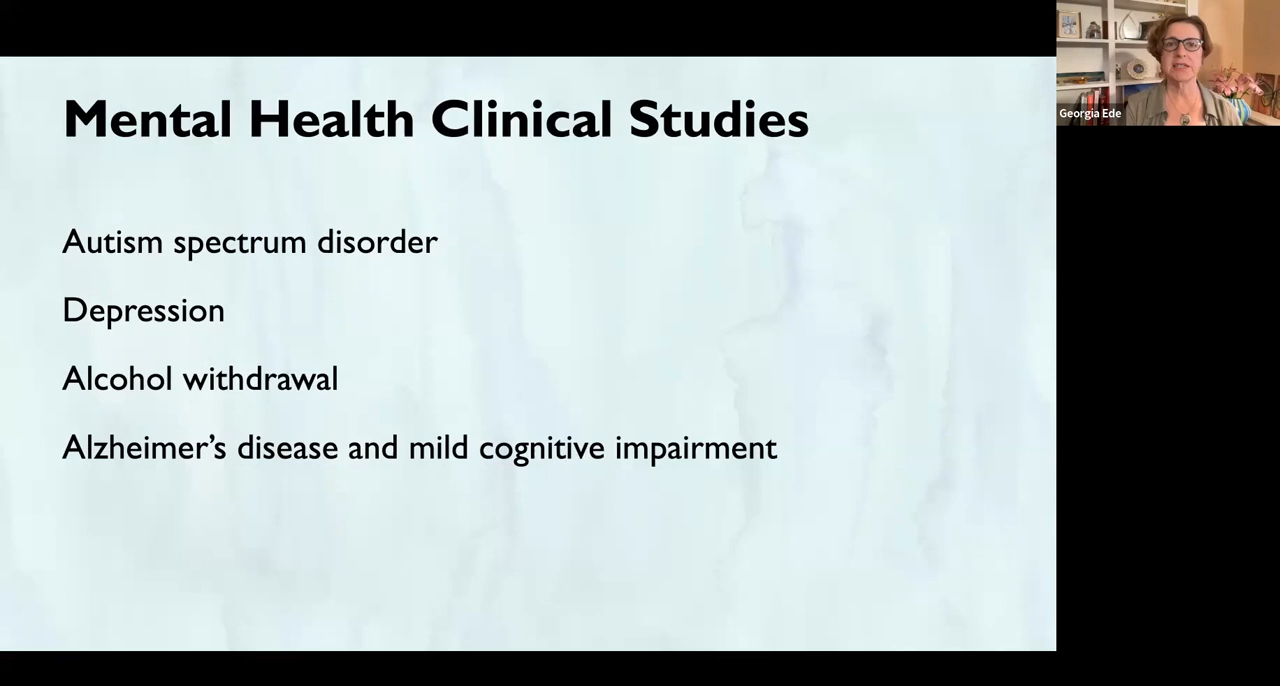 Mental Health Clinical Studies
Autism spectrum disorder
Depression
Alcohol withdrawal
Alzheimer’s disease and mild cognitive impairment
Georgia Ede